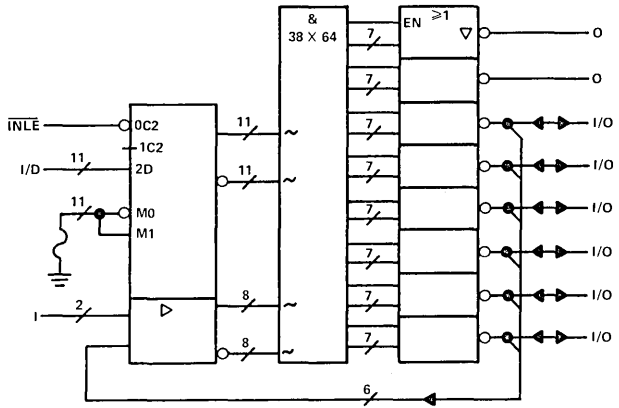 &
38 X 64
EN ≥1
▽
7
O
7
O
INLE
0C2
1C2
I/D 11
2D
11
M0
M1
11 ~
11 ~
7
I/O
7
I/O
7
I/O
7
I/O
7
I/O
7
I/O
I 2
▷
8 ~
8 ~
6